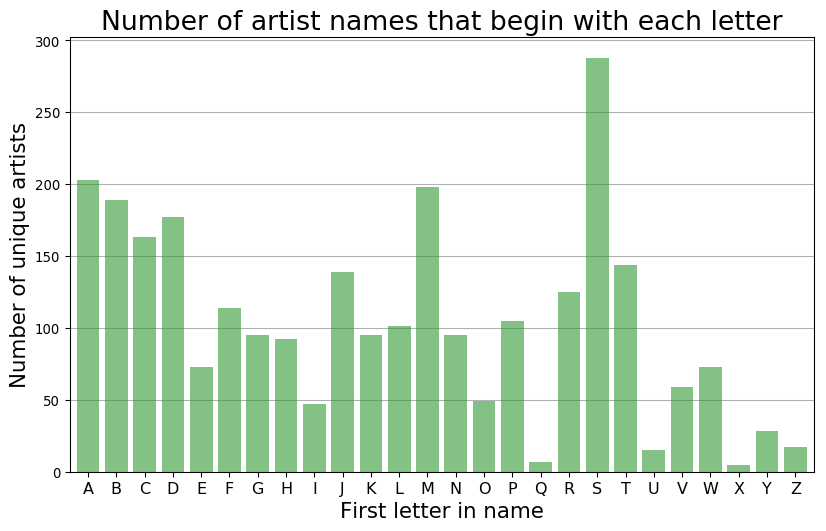 Number of artist names that begin with each letter
Number of unique artists
300
250
200
150
100
50
0
A B C D E F G H I J K L M N O P Q R S T U V W X Y Z
First letter in name